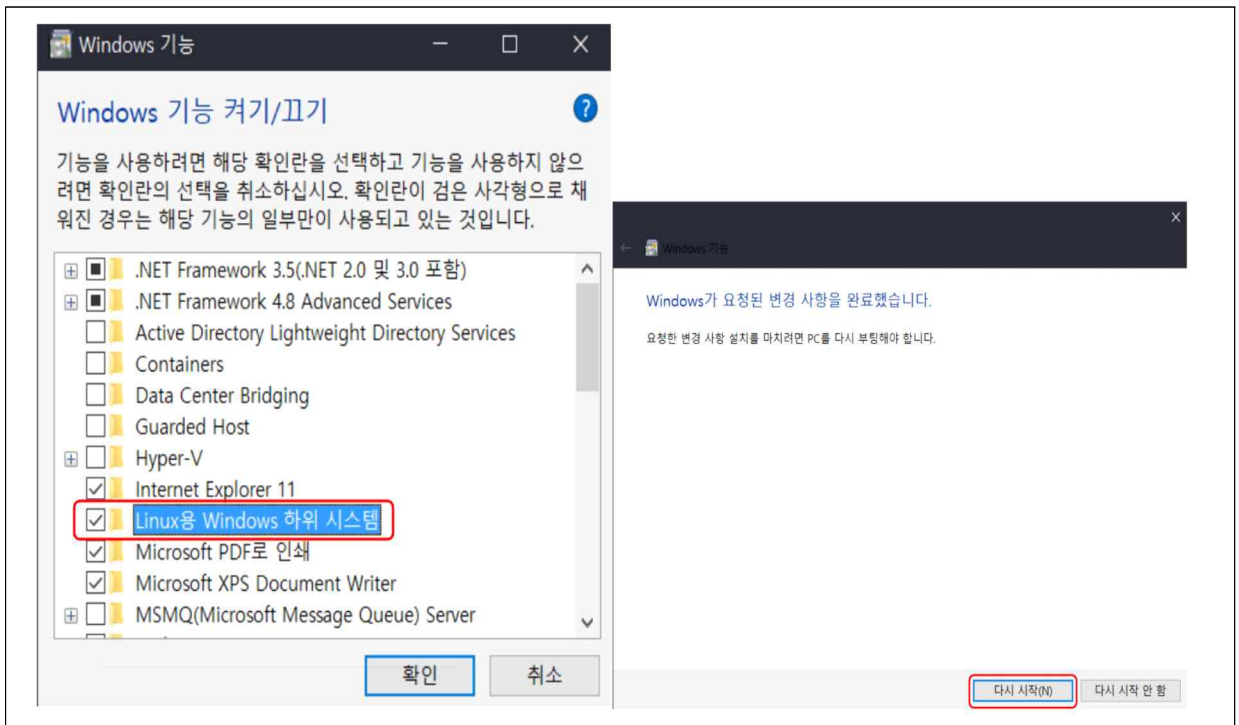 Windows 기능
Windows 기능 켜기/끄기
기능을 사용하려면 해당 확인란을 선택하고 기능을 사용하지 않으
려면 확인란의 선택을 취소하십시오. 확인란이 검은 사각형으로 채
워진 경우는 해당 기능의 일부만이 사용되고 있는 것입니다.
.NET Framework 3.5(.NET 2.0 및 3.0 포함)
.NET Framework 4.8 Advanced Services
Active Directory Lightweight Directory Services
Containers
Data Center Bridging
Guarded Host
Hyper-V
Internet Explorer 11
Linux용 Windows 하위 시스템
Microsoft PDF로 인쇄
Microsoft XPS Document Writer
MSMQ(Microsoft Message Queue) Server
확인
취소
Windows 기능
Windows가 요청된 변경 사항을 완료했습니다.
요청한 변경 사항 설치를 마치려면 PC를 다시 부팅해야 합니다.
다시 시작(N)
다시 시작 안 함